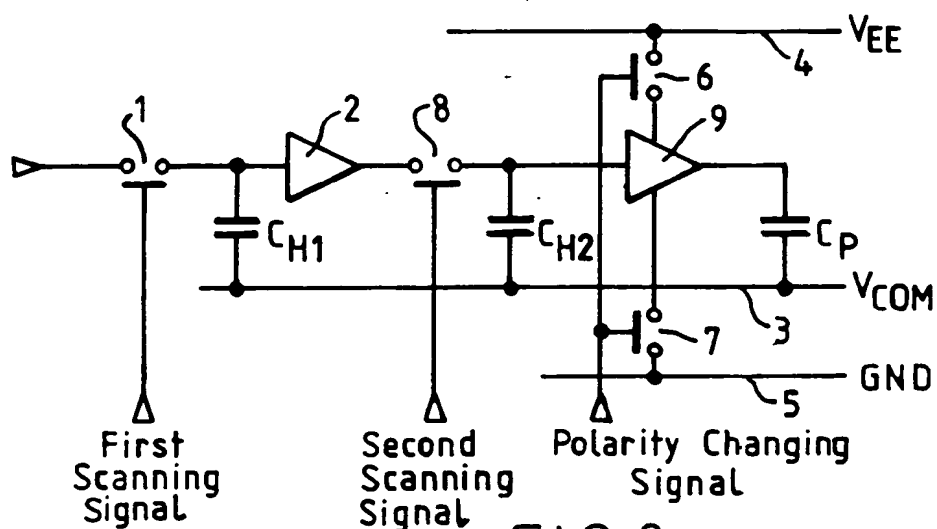 V_EE
4
6
1
2
8
9
C_H1
C_H2
C_P
V_COM
3
7
GND
5
First
Scanning
Signal
Second
Scanning
Signal
Polarity Changing
Signal